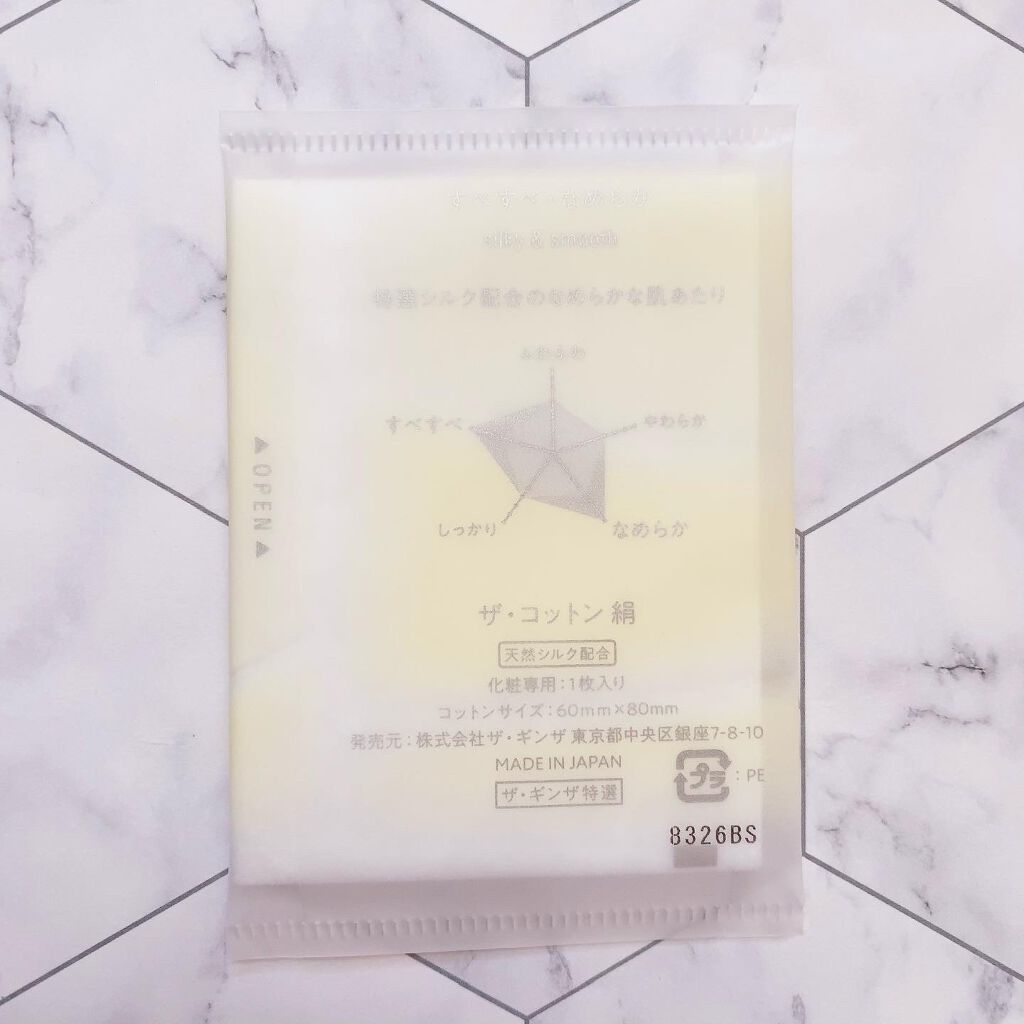 すべすべ・なめらか
silky & smooth
特選シルク配合のなめらかな肌あたり
ふわふわ
すべすべ
やわらか
しっかり
なめらか
▲OPEN▲
ザ・コットン 絹
天然シルク配合
化粧専用：1枚入り
コットンサイズ：60mm×80mm
発売元：株式会社ザ・ギンザ 東京都中央区銀座7-8-10
MADE IN JAPAN
プラ：PE
ザ・ギンザ特選
8326BS